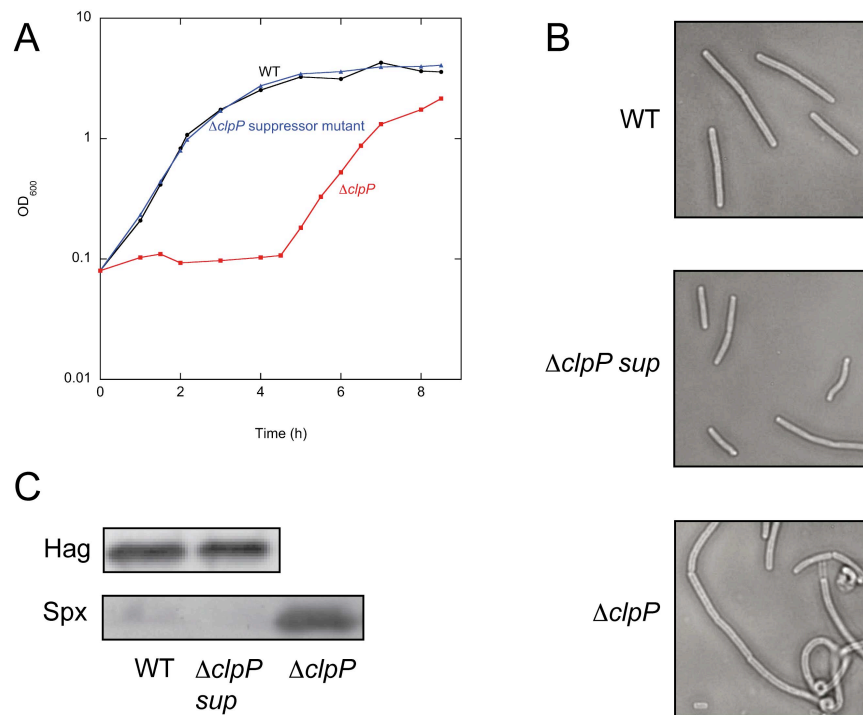 A
10
1
0.1
0.01
OD600
WT
ΔclpP suppressor mutant
ΔclpP
0 2 4 6 8
Time (h)
B
WT
ΔclpP sup
ΔclpP
C
Hag
Spx
WT ΔclpP ΔclpP
sup